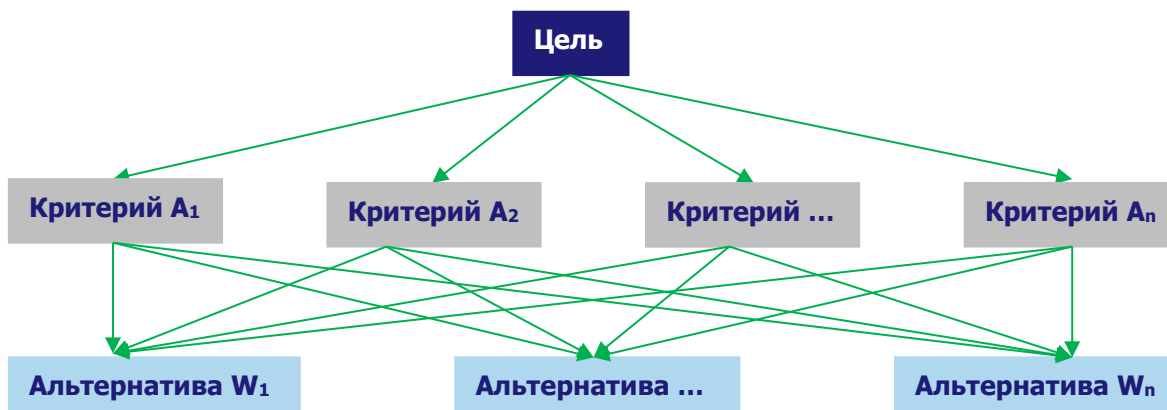 Цель
Критерий A₁
Критерий A₂
Критерий ...
Критерий Aₙ
Альтернатива W₁
Альтернатива ...
Альтернатива Wₙ